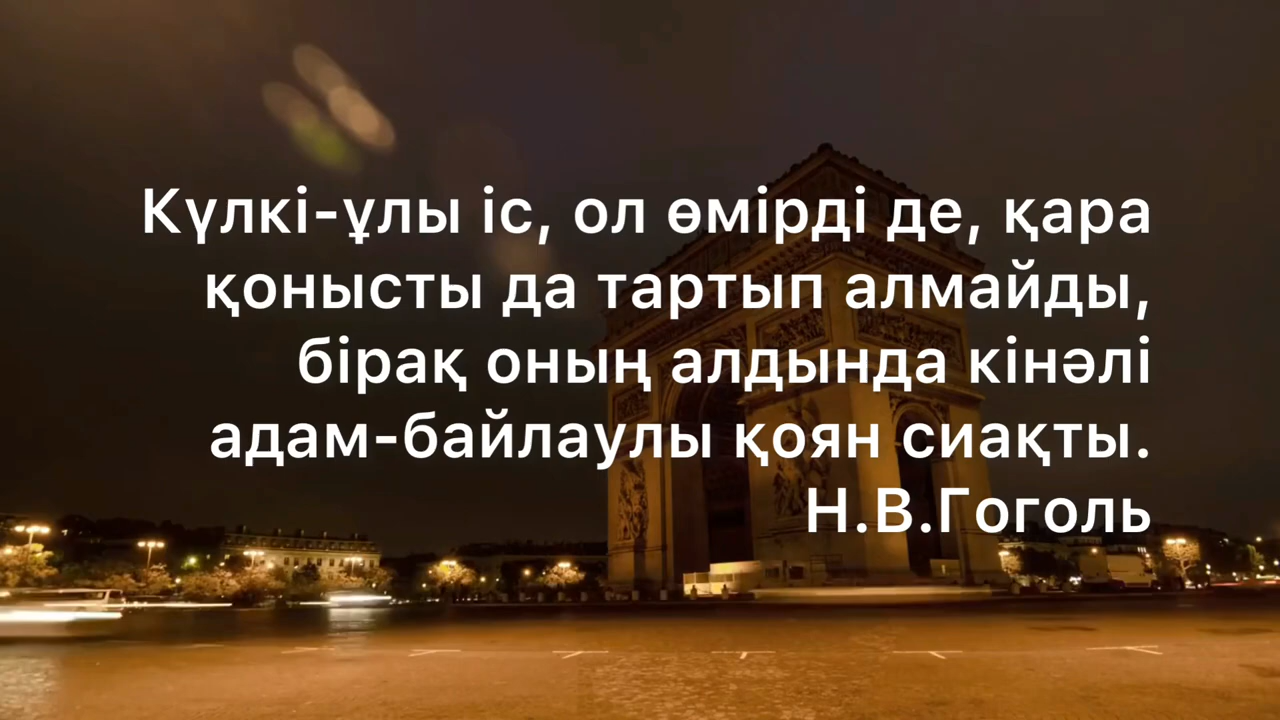 Күлкі-ұлы іс, ол өмірді де, қара
қонысты да тартып алмайды,
бірақ оның алдында кінәлі
адам-байлаулы қоян сиақты.
Н.В.Гоголь